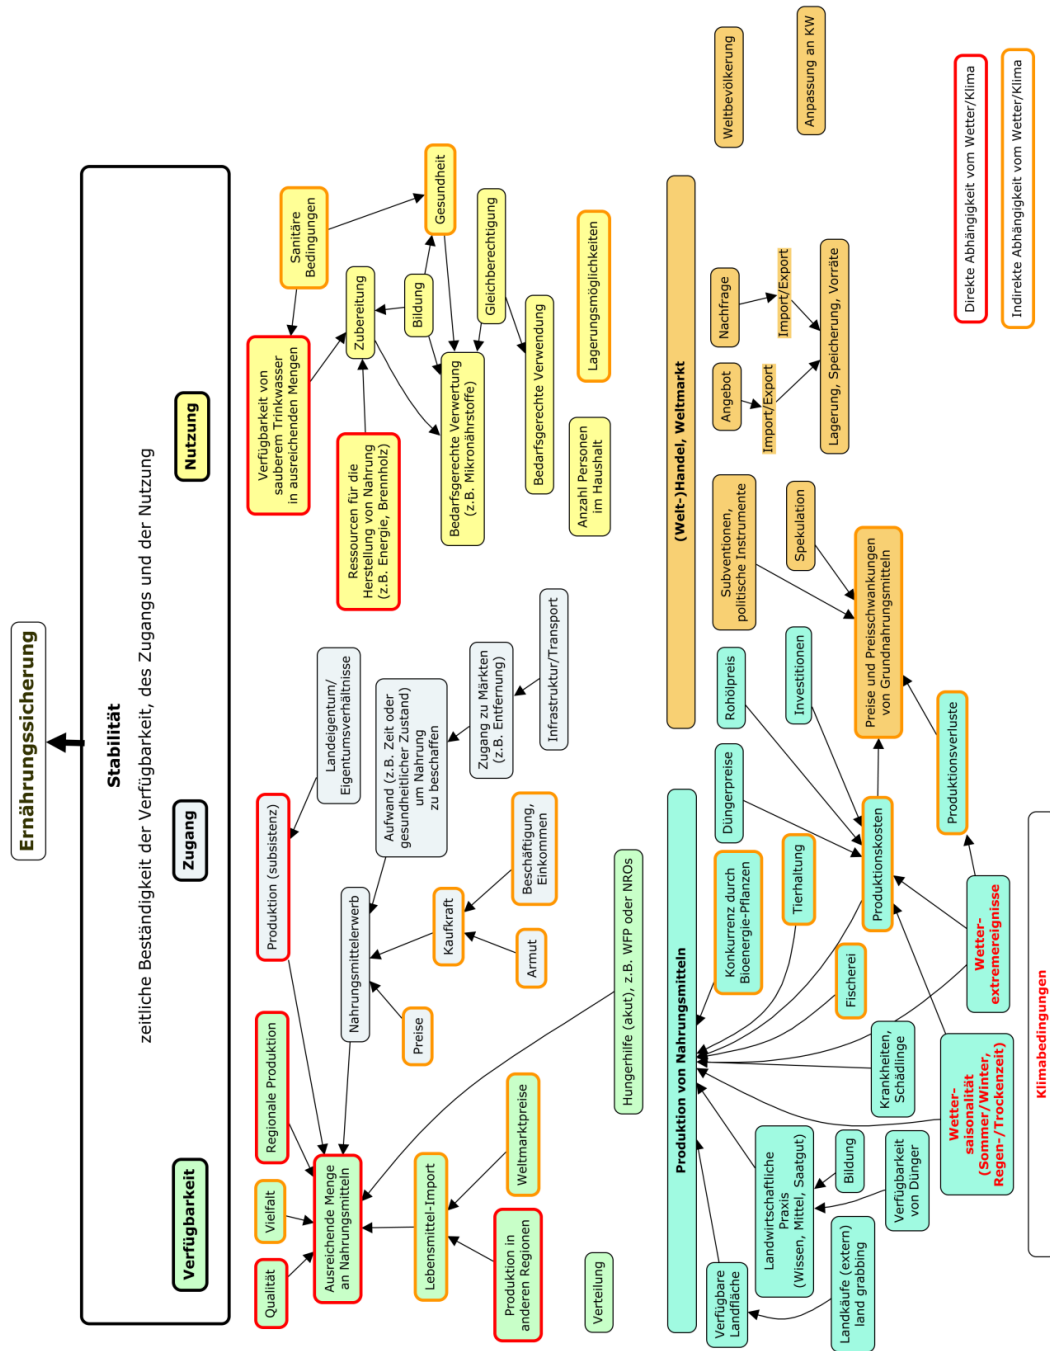 Ernährungssicherung
Stabilität
zeitliche Beständigkeit der Verfügbarkeit, des Zugangs und der Nutzung
Verfügbarkeit
Zugang
Nutzung
Qualität
Vielfalt
Regionale Produktion
Ausreichende Menge
an Nahrungsmitteln
Lebensmittel-Import
Produktion in
anderen Regionen
Weltmarktpreise
Verteilung
Hungerhilfe (akut), z.B. WFP oder NROs
Produktion (subsistenz)
Landeigentum/
Eigentumsverhältnisse
Nahrungsmittelerwerb
Aufwand (z.B. Zeit oder
gesundheitlicher Zustand)
um Nahrung
zu beschaffen
Preise
Kaufkraft
Armut
Beschäftigung,
Einkommen
Zugang zu Märkten
(z.B. Entfernung)
Infrastruktur/Transport
Verfügbarkeit von
sauberem Trinkwasser
in ausreichenden Mengen
Sanitäre
Bedingungen
Ressourcen für die
Herstellung von Nahrung
(z.B. Energie, Brennholz)
Zubereitung
Bildung
Gesundheit
Bedarfsgerechte Verwertung
(z.B. Mikronährstoffe)
Gleichberechtigung
Bedarfsgerechte Verwendung
Anzahl Personen
im Haushalt
Lagerungsmöglichkeiten
Produktion von Nahrungsmitteln
(Welt-)Handel, Weltmarkt
Verfügbare
Landfläche
Landkäufe (extern)
land grabbing
Landwirtschaftliche
Praxis
(Wissen, Mittel, Saatgut)
Bildung
Verfügbarkeit
von Dünger
Krankheiten,
Schädlinge
Wetter-
saisonalität
(Sommer/Winter,
Regen-/Trockenzeit)
Fischerei
Wetter-
extremereignisse
Konkurrenz durch
Bioenergie-Pflanzen
Tierhaltung
Düngerpreise
Rohölpreis
Investitionen
Produktionskosten
Produktionsverluste
Subventionen,
politische Instrumente
Spekulation
Preise und Preisschwankungen
von Grundnahrungsmitteln
Angebot
Nachfrage
Import/Export
Import/Export
Lagerung, Speicherung, Vorräte
Weltbevölkerung
Anpassung an KW
Klimabedingungen
Direkte Abhängigkeit vom Wetter/Klima
Indirekte Abhängigkeit vom Wetter/Klima